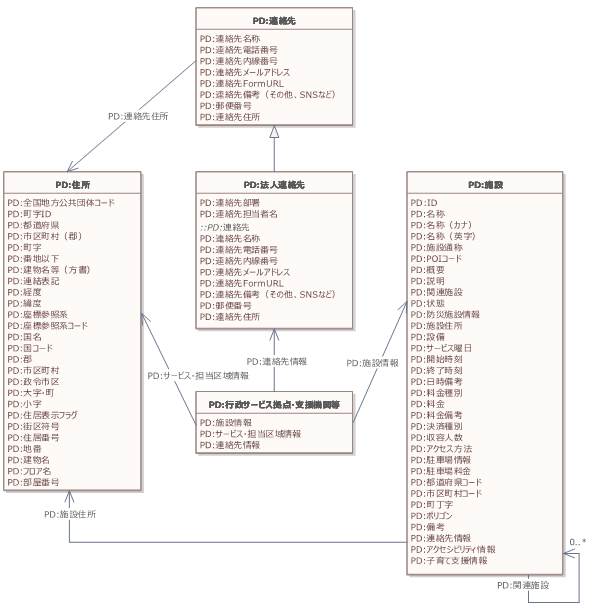 PD:連絡先
PD:連絡先名称
PD:連絡先電話番号
PD:連絡先内線番号
PD:連絡先メールアドレス
PD:連絡先FormURL
PD:連絡先備考（その他、SNSなど）
PD:郵便番号
PD:連絡先住所
PD:連絡先住所
PD:住所
PD:全国地方公共団体コード
PD:町字ID
PD:都道府県
PD:市区町村（郡）
PD:町字
PD:番地以下
PD:建物名等（方書）
PD:連結表記
PD:経度
PD:緯度
PD:座標参照系
PD:座標参照系コード
PD:国名
PD:国コード
PD:郡
PD:市区町村
PD:政令市区
PD:大字･町
PD:小字
PD:住居表示フラグ
PD:街区符号
PD:住居番号
PD:地番
PD:建物名
PD:フロア名
PD:部屋番号
PD:法人連絡先
PD:連絡先部署
PD:連絡先担当者名
::PD:連絡先
PD:連絡先名称
PD:連絡先電話番号
PD:連絡先内線番号
PD:連絡先メールアドレス
PD:連絡先FormURL
PD:連絡先備考（その他、SNSなど）
PD:郵便番号
PD:連絡先住所
PD:施設
PD:ID
PD:名称
PD:名称（カナ）
PD:名称（英字）
PD:施設通称
PD:POIコード
PD:概要
PD:説明
PD:関連施設
PD:状態
PD:防災施設情報
PD:施設住所
PD:設備
PD:サービス曜日
PD:開始時刻
PD:終了時刻
PD:日時備考
PD:料金種別
PD:料金
PD:料金備考
PD:決済種別
PD:収容人数
PD:アクセス方法
PD:駐車場情報
PD:駐車場料金
PD:都道府県コード
PD:市区町村コード
PD:町丁字
PD:ポリゴン
PD:備考
PD:連絡先情報
PD:アクセシビリティ情報
PD:子育て支援情報
PD:連絡先情報
PD:施設情報
PD:サービス･担当区域情報
PD:行政サービス拠点･支援機関等
PD:施設情報
PD:サービス･担当区域情報
PD:連絡先情報
PD:施設住所
0..*
PD:関連施設